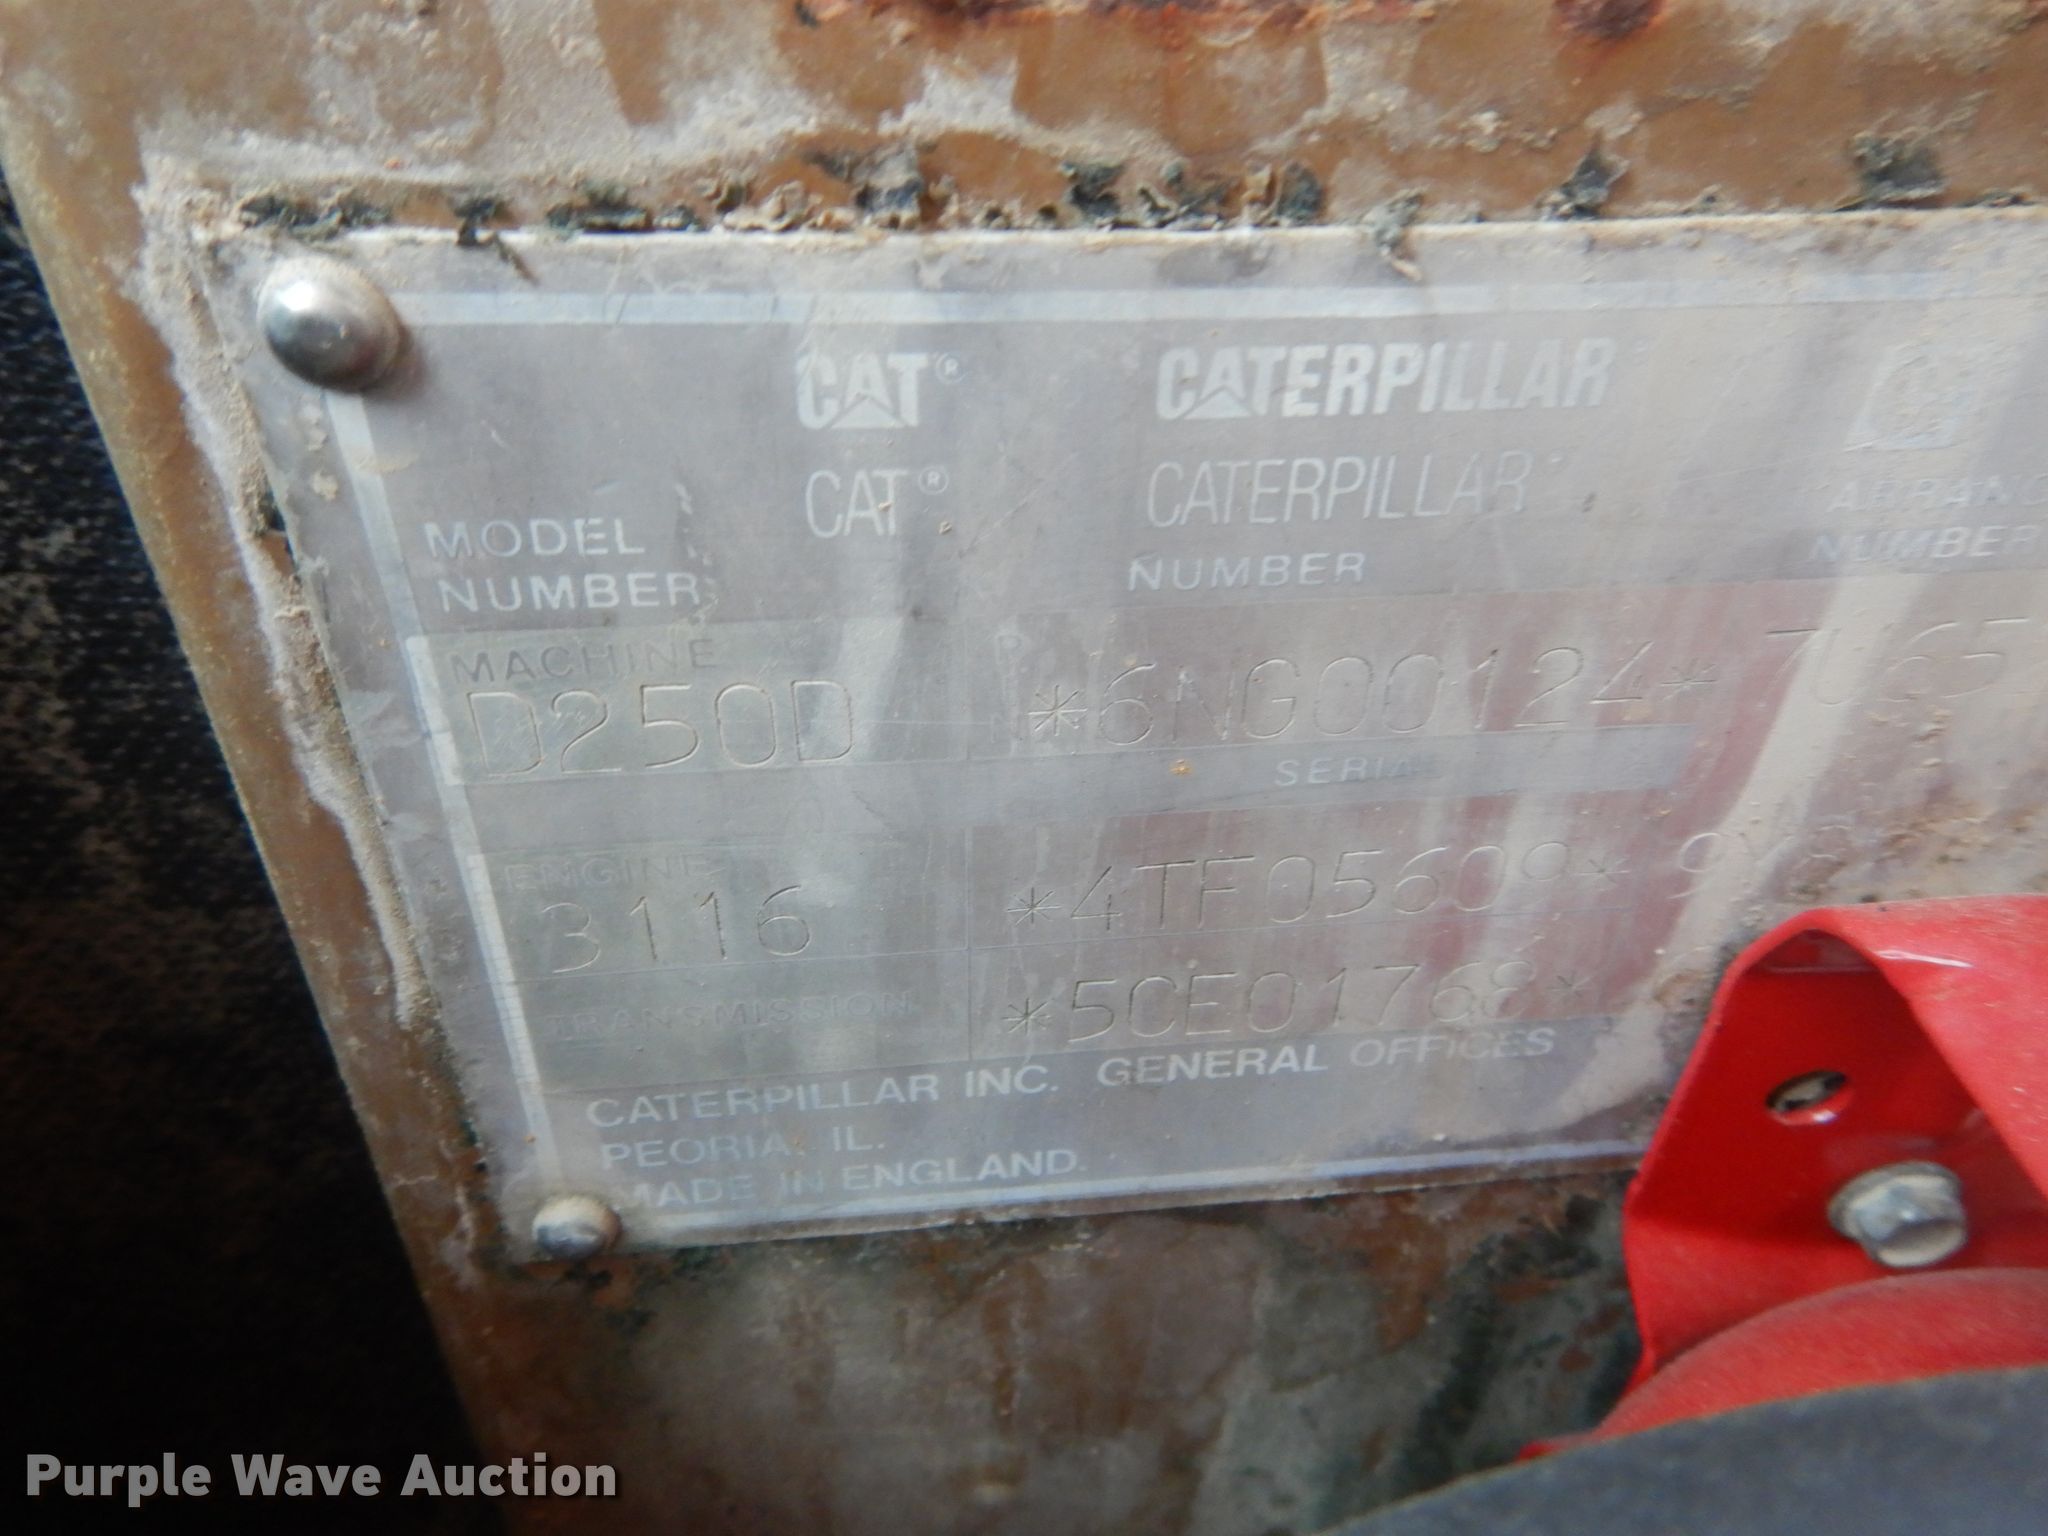 CAT® CATERPILLAR
CAT® CATERPILLAR
MODEL
NUMBER
NUMBER
NUMBER
MACHINE
D250D
*6NG00124*
SERIAL
ENGINE
3116
*4TF05609*
TRANSMISSION
*5CE01768*
CATERPILLAR INC. GENERAL OFFICES
PEORIA, IL.
MADE IN ENGLAND.
Purple Wave Auction